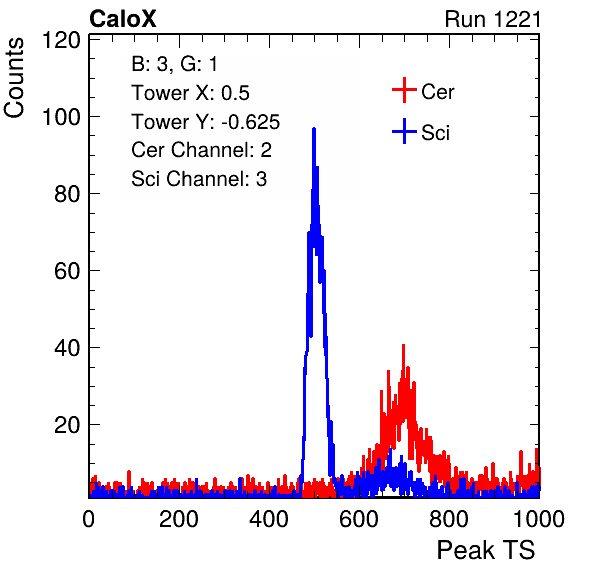 CaloX Run 1221
Counts
120
100
80
60
40
20
B: 3, G: 1
Tower X: 0.5
Tower Y: -0.625
Cer Channel: 2
Sci Channel: 3
Cer
Sci
0 200 400 600 800 1000
Peak TS